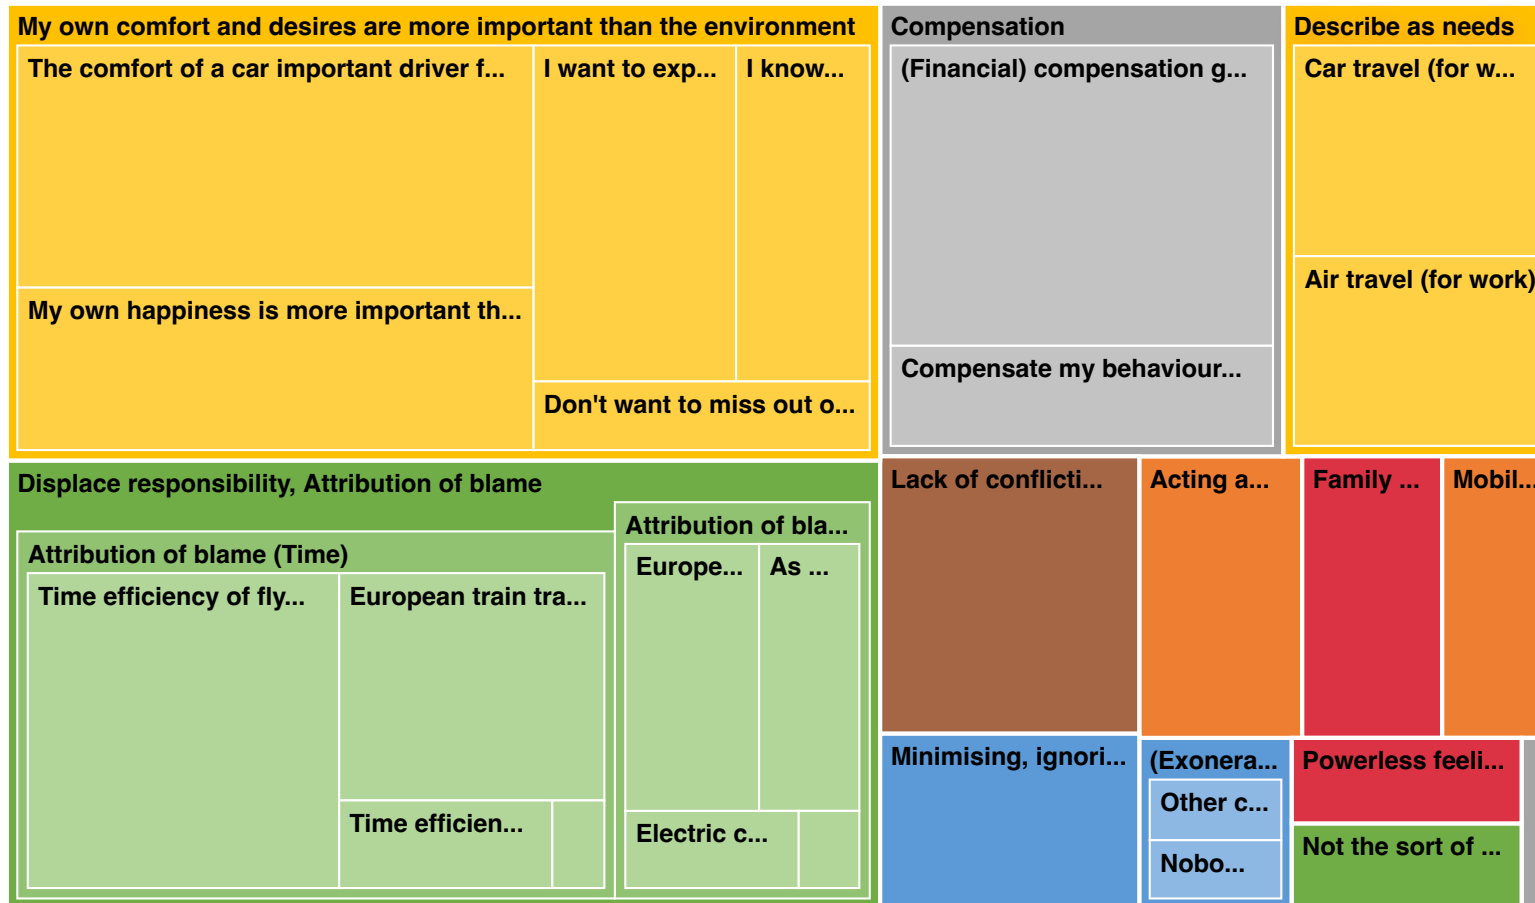 My own comfort and desires are more important than the environment
The comfort of a car important driver f...
I want to exp...
I know...
My own happiness is more important th...
Don't want to miss out o...
Compensation
(Financial) compensation g...
Compensate my behaviour...
Describe as needs
Car travel (for w...
Air travel (for work)
Displace responsibility, Attribution of blame
Attribution of blame (Time)
Time efficiency of fly...
European train tra...
Time efficien...
Attribution of bla...
Europe...
As ...
Electric c...
Lack of conflicti...
Acting a...
Family ...
Mobil...
Minimising, ignori...
(Exonera...
Other c...
Nobo...
Powerless feeli...
Not the sort of ...